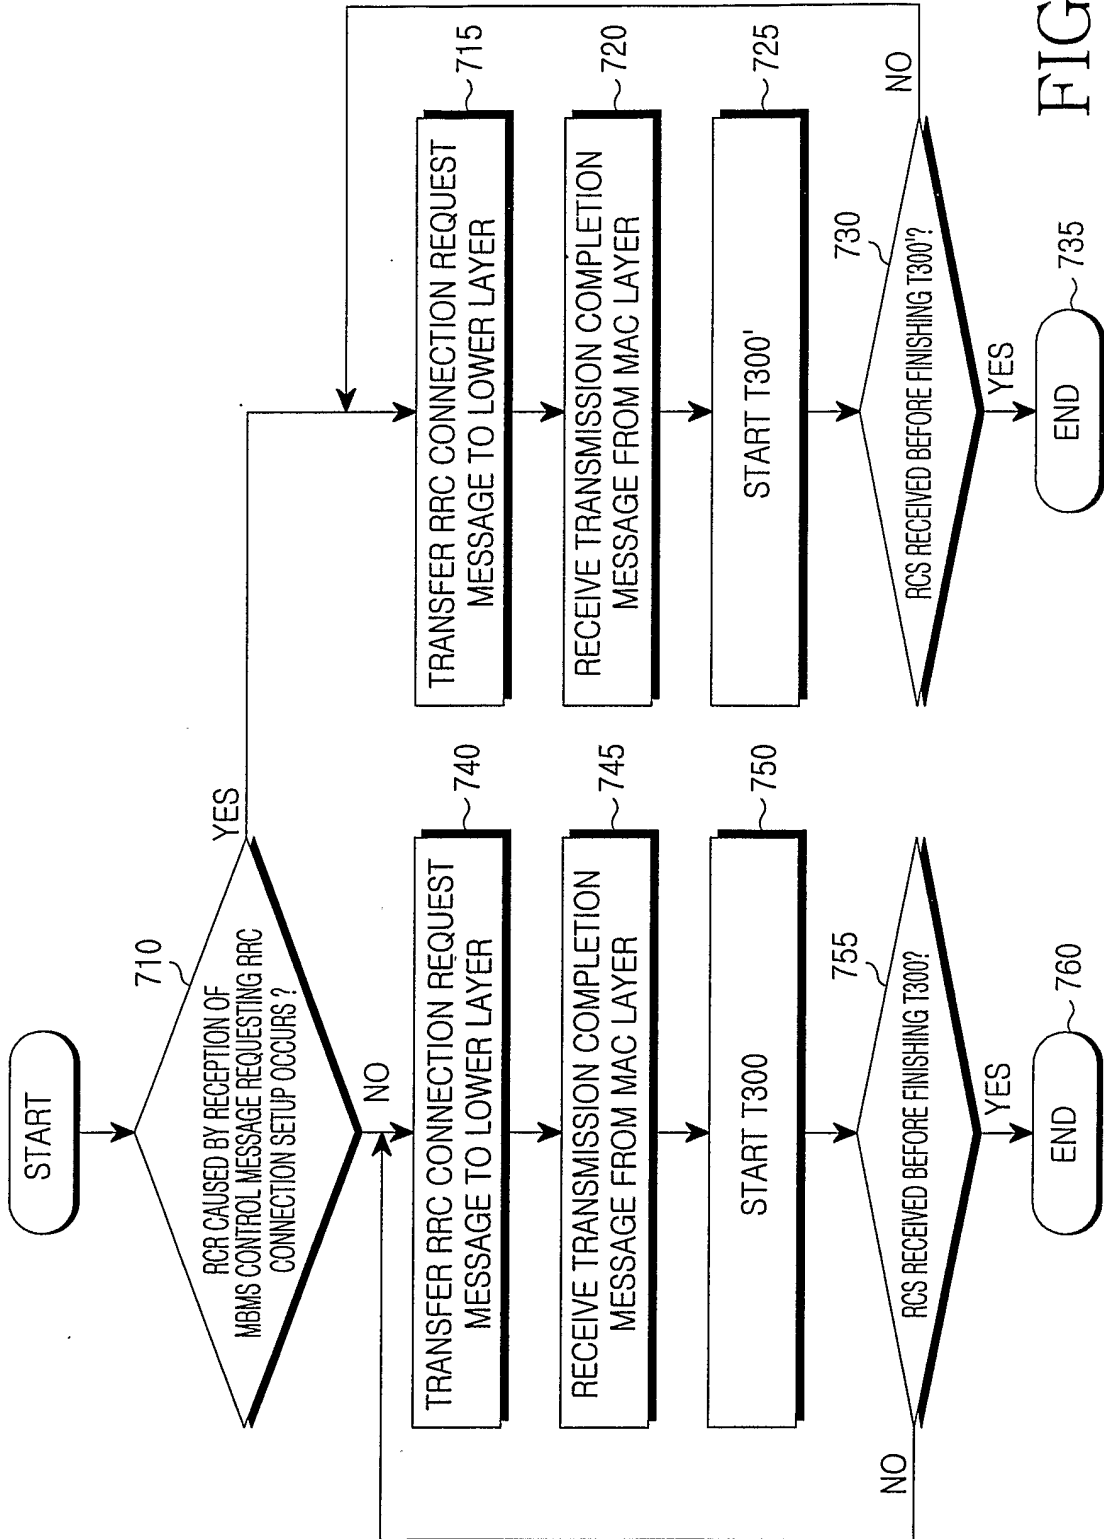 START
710
RCR CAUSED BY RECEPTION OF
MBMS CONTROL MESSAGE REQUESTING RRC
CONNECTION SETUP OCCURS ?
YES
NO
TRANSFER RRC CONNECTION REQUEST
MESSAGE TO LOWER LAYER
740
RECEIVE TRANSMISSION COMPLETION
MESSAGE FROM MAC LAYER
745
START T300
750
755
RCS RECEIVED BEFORE FINISHING T300?
NO
YES
END
760
TRANSFER RRC CONNECTION REQUEST
MESSAGE TO LOWER LAYER
715
RECEIVE TRANSMISSION COMPLETION
MESSAGE FROM MAC LAYER
720
START T300'
725
730
RCS RECEIVED BEFORE FINISHING T300'?
NO
YES
END
735
FIG